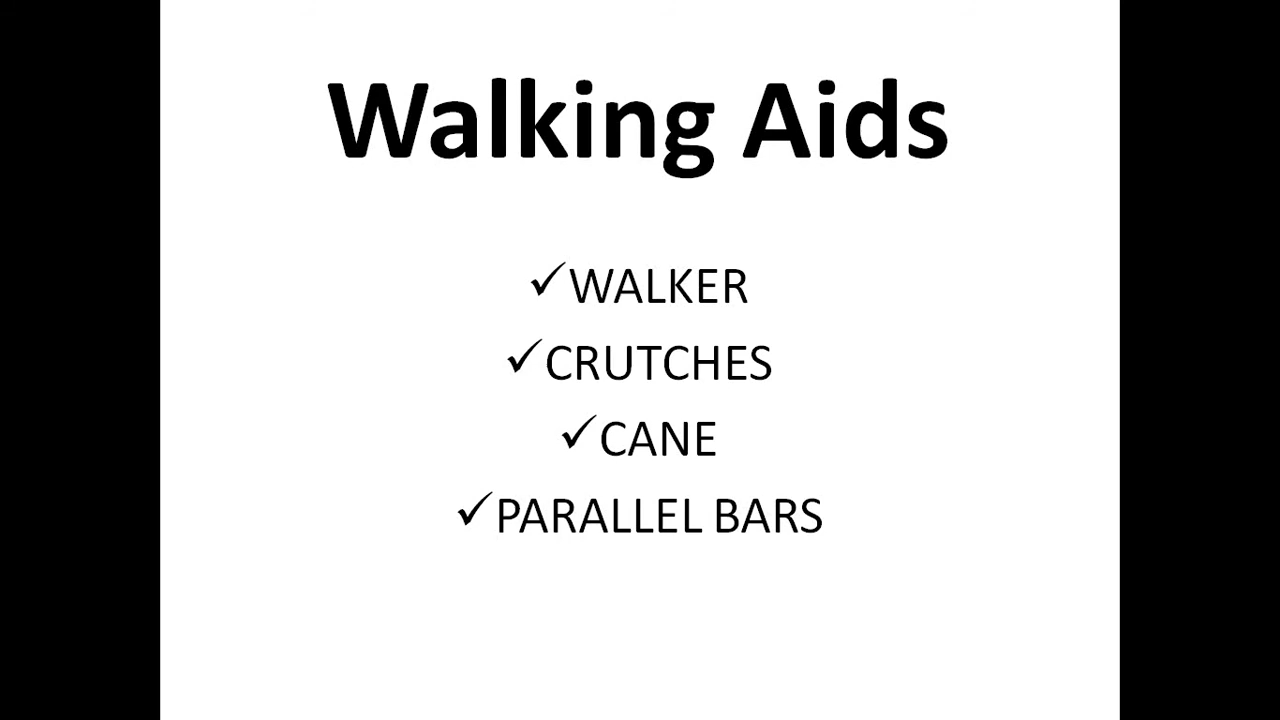 Walking Aids
✓WALKER
✓CRUTCHES
✓CANE
✓PARALLEL BARS